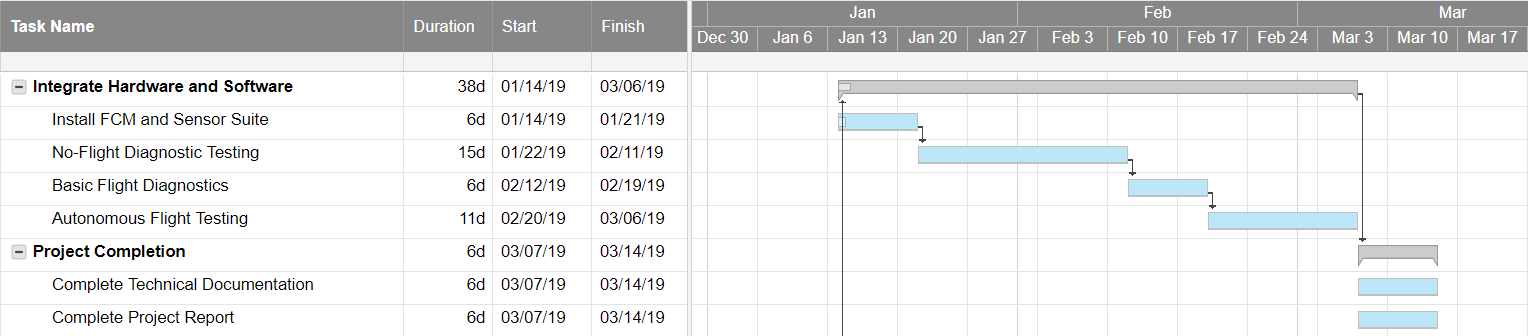 Task Name Duration Start Finish Jan Feb Mar
Dec 30 Jan 6 Jan 13 Jan 20 Jan 27 Feb 3 Feb 10 Feb 17 Feb 24 Mar 3 Mar 10 Mar 17
Integrate Hardware and Software 38d 01/14/19 03/06/19
Install FCM and Sensor Suite 6d 01/14/19 01/21/19
No-Flight Diagnostic Testing 15d 01/22/19 02/11/19
Basic Flight Diagnostics 6d 02/12/19 02/19/19
Autonomous Flight Testing 11d 02/20/19 03/06/19
Project Completion 6d 03/07/19 03/14/19
Complete Technical Documentation 6d 03/07/19 03/14/19
Complete Project Report 6d 03/07/19 03/14/19